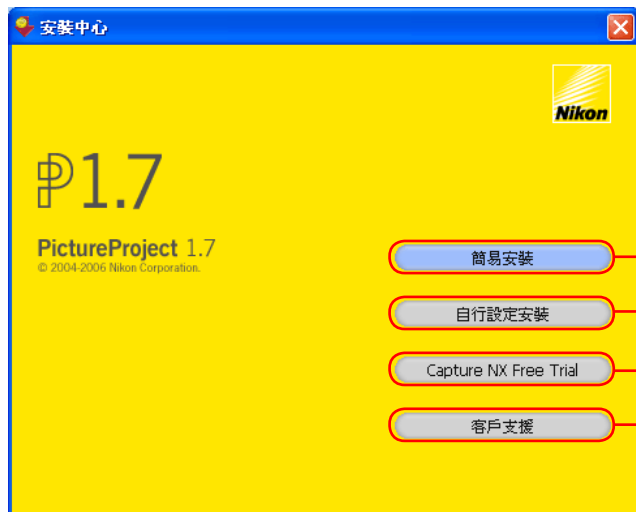 安裝中心
Nikon
P1.7
PictureProject 1.7
© 2004-2006 Nikon Corporation.
簡易安裝
自行設定安裝
Capture NX Free Trial
客戶支援